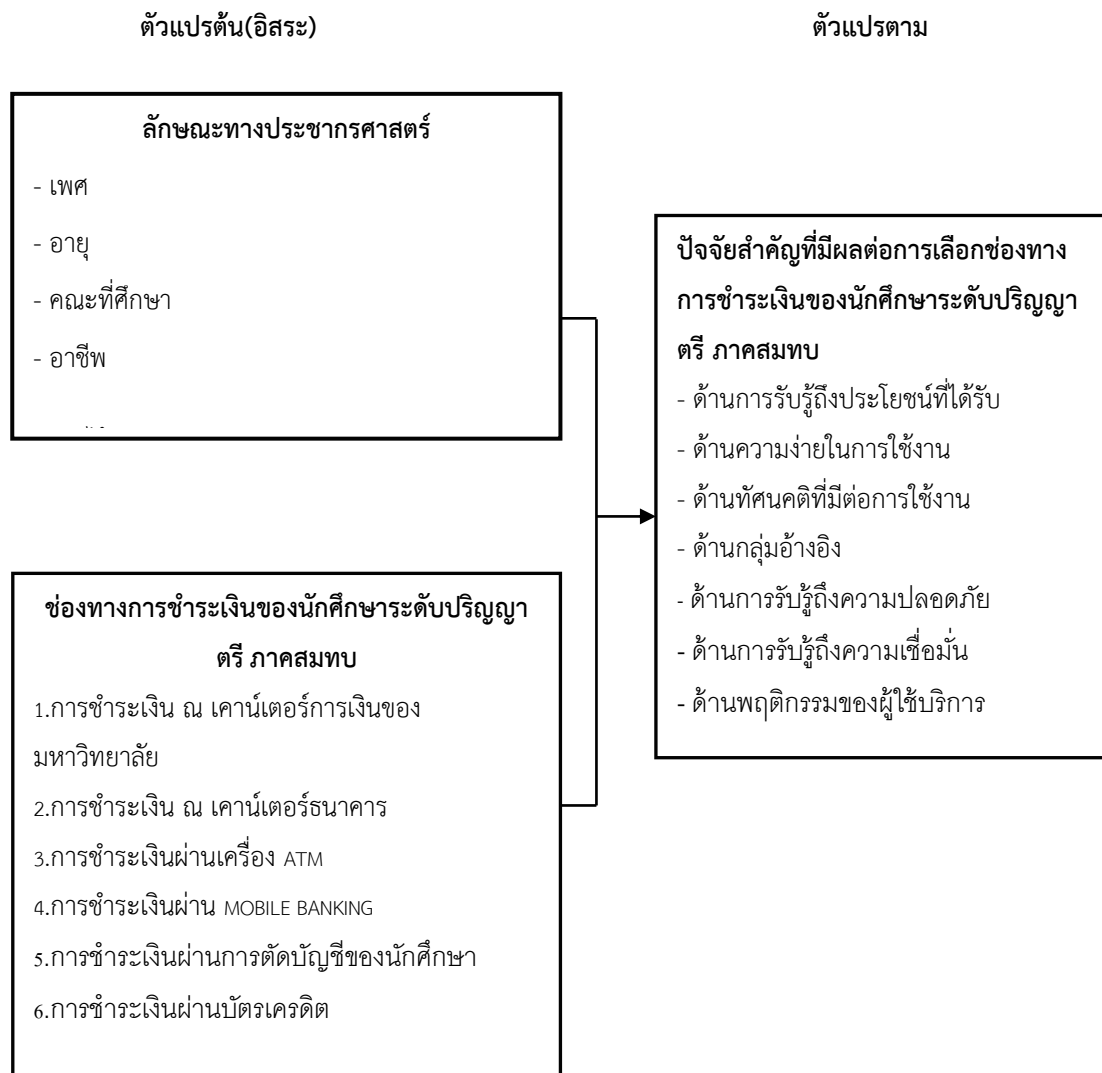 ตัวแปรต้น(อิสระ)
ตัวแปรตาม
ลักษณะทางประชากรศาสตร์
- เพศ
- อายุ
- คณะที่ศึกษา
- อาชีพ
ปัจจัยสำคัญที่มีผลต่อการเลือกช่องทาง
การชำระเงินของนักศึกษาระดับปริญญา
ตรี ภาคสมทบ
- ด้านการรับรู้ถึงประโยชน์ที่ได้รับ
- ด้านความง่ายในการใช้งาน
- ด้านทัศนคติที่มีต่อการใช้งาน
- ด้านกลุ่มอ้างอิง
- ด้านการรับรู้ถึงความปลอดภัย
- ด้านการรับรู้ถึงความเชื่อมั่น
- ด้านพฤติกรรมของผู้ใช้บริการ
ช่องทางการชำระเงินของนักศึกษาระดับปริญญา
ตรี ภาคสมทบ
1.การชำระเงิน ณ เคาน์เตอร์การเงินของ
มหาวิทยาลัย
2.การชำระเงิน ณ เคาน์เตอร์ธนาคาร
3.การชำระเงินผ่านเครื่อง ATM
4.การชำระเงินผ่าน MOBILE BANKING
5.การชำระเงินผ่านการตัดบัญชีของนักศึกษา
6.การชำระเงินผ่านบัตรเครดิต